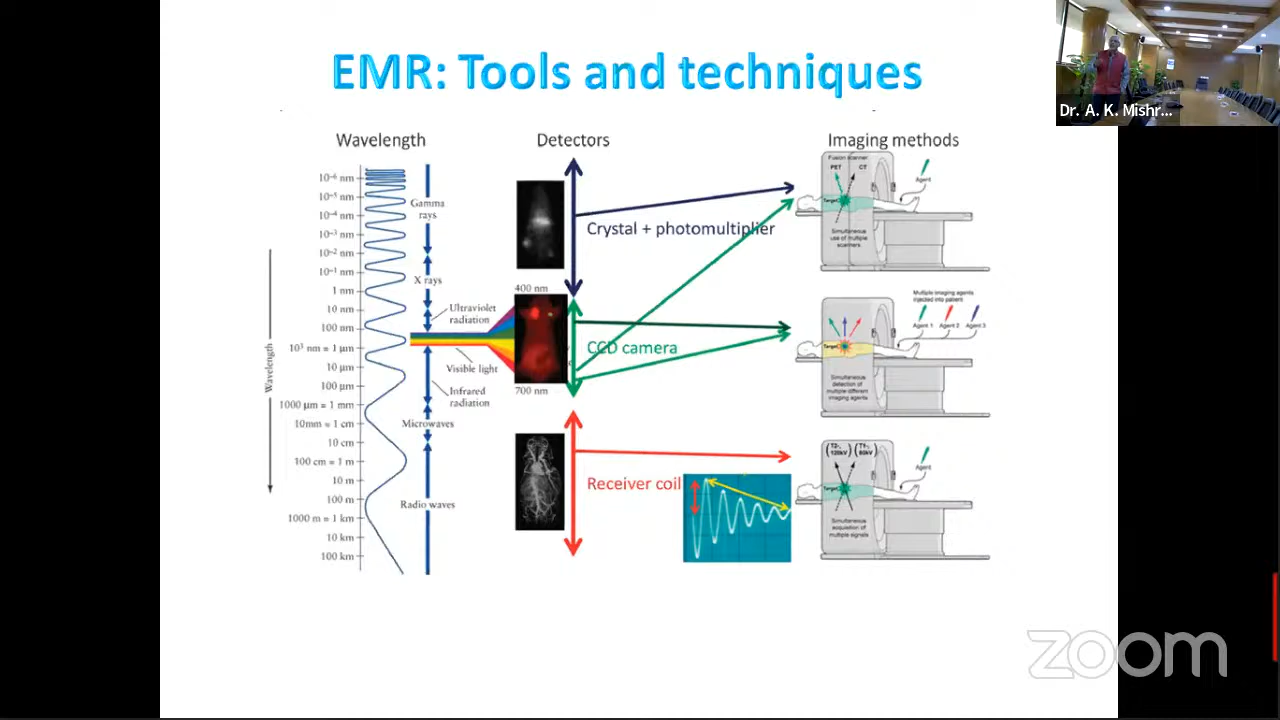 EMR: Tools and techniques
Dr. A. K. Mishr...
Wavelength
Detectors
Imaging methods
10⁻⁶ nm
10⁻⁵ nm
10⁻⁴ nm
10⁻³ nm
10⁻² nm
10⁻¹ nm
1 nm
10 nm
100 nm
10³ nm = 1 µm
10 µm
100 µm
1000 µm = 1 mm
10mm = 1 cm
10 cm
100 cm = 1 m
10 m
100 m
1000 m = 1 km
10 km
100 km
Wavelength
Gamma
rays
X rays
Ultraviolet
radiation
Visible light
Infrared
radiation
Microwaves
Radio waves
400 nm
700 nm
Crystal + photomultiplier
CCD camera
Receiver coil
Fusion scanner
PET
CT
Agent
Target
Simultaneous
use of multiple
scanners
Multiple imaging agents
injected into patient
Agent 1
Agent 2
Agent 3
Target
Simultaneous
detection of
multiple different
imaging agents
(T2-, 120kV)
(T1-, 80kV)
Agent
Target
Simultaneous
acquisition of
multiple signals
zoom